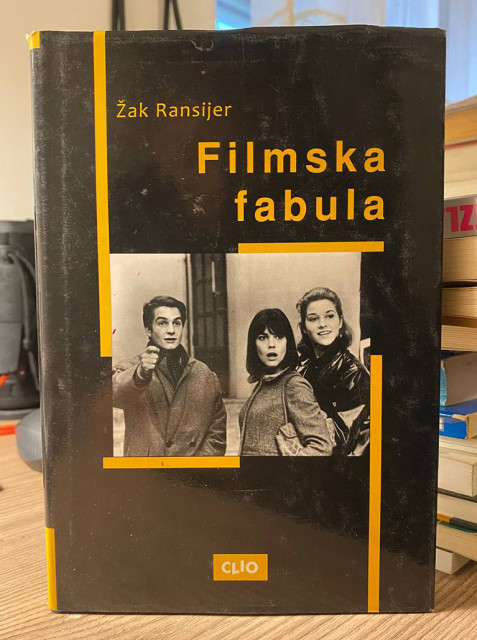 Žak Ransijer
Filmska
fabula
CLIO